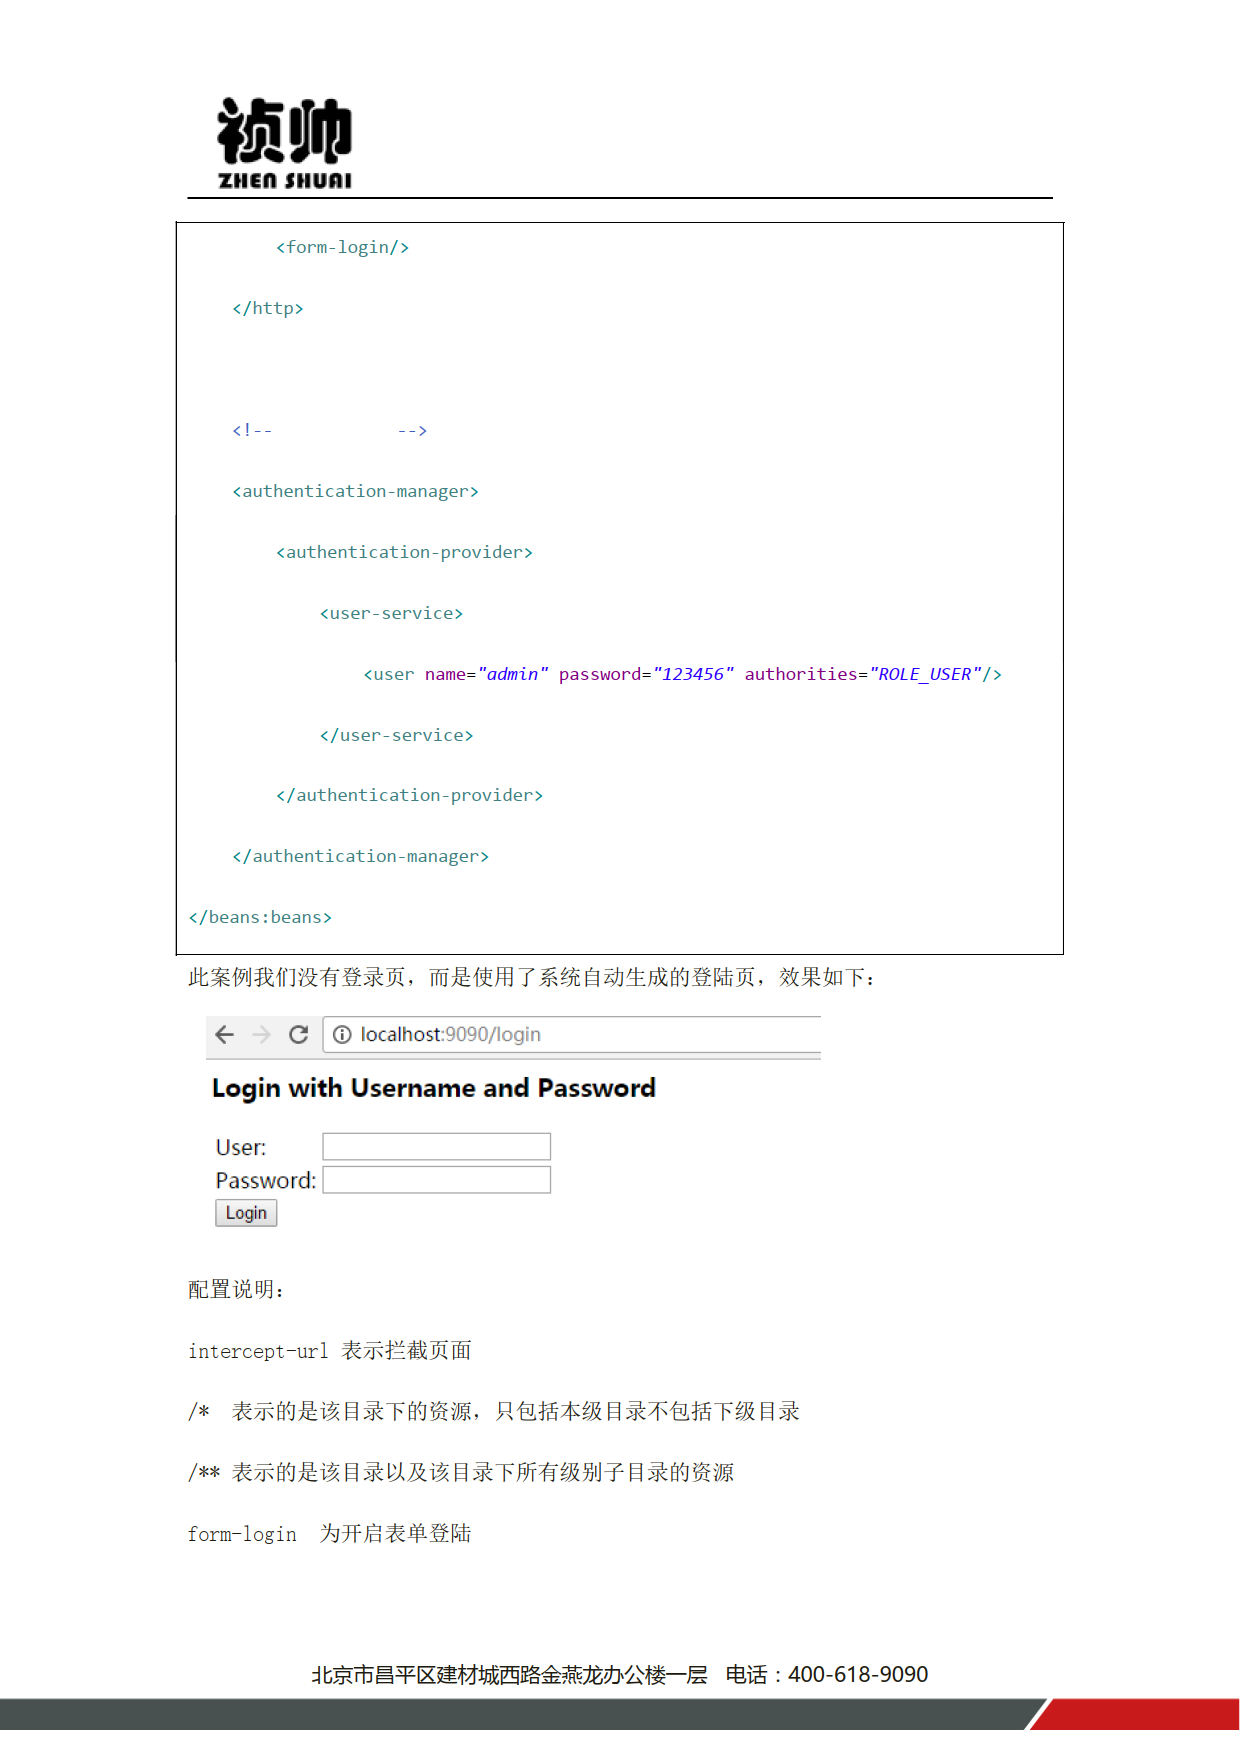 祯帅
ZHEN SHUAI
<form-login/>
</http>
<!-- -->
<authentication-manager>
<authentication-provider>
<user-service>
<user name="admin" password="123456" authorities="ROLE_USER"/>
</user-service>
</authentication-provider>
</authentication-manager>
</beans:beans>
此案例我们没有登录页，而是使用了系统自动生成的登陆页，效果如下：
localhost:9090/login
Login with Username and Password
User:
Password:
Login
配置说明：
intercept-url 表示拦截页面
/* 表示的是该目录下的资源，只包括本级目录不包括下级目录
/** 表示的是该目录以及该目录下所有级别子目录的资源
form-login 为开启表单登陆
北京市昌平区建材城西路金燕龙办公楼一层 电话：400-618-9090